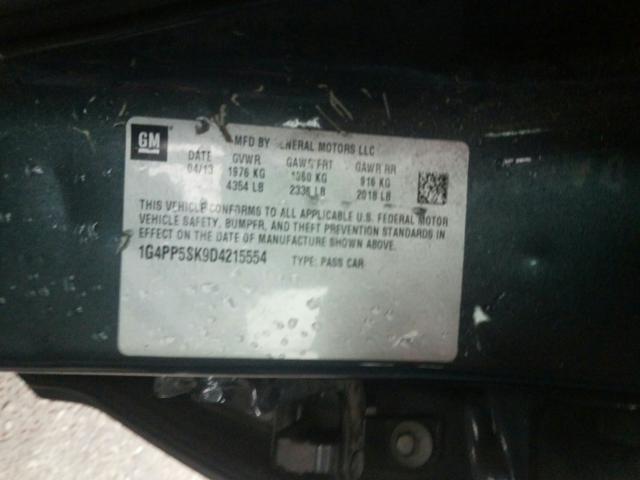 GM
MFD BY GENERAL MOTORS LLC
DATE GVWR GAWR FRT GAWR RR
04/13 1976 KG 1060 KG 916 KG
4354 LB 2336 LB 2018 LB
THIS VEHICLE CONFORMS TO ALL APPLICABLE U.S. FEDERAL MOTOR
VEHICLE SAFETY, BUMPER, AND THEFT PREVENTION STANDARDS IN
EFFECT ON THE DATE OF MANUFACTURE SHOWN ABOVE.
1G4PP5SK9D4215554 TYPE: PASS CAR